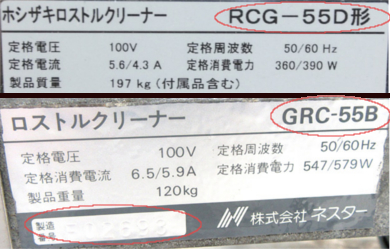 ホシザキロストルクリーナー RCG-55D形
定格電圧 100V 定格周波数 50/60 Hz
定格電流 5.6/4.3 A 定格消費電力 360/390 W
製品質量 197 kg (付属品含む)
ロストルクリーナー GRC-55B
定格電圧 100V 定格周波数 50/60Hz
定格消費電流 6.5/5.9A 定格消費電力 547/579W
製品重量 120kg
製造
番号
株式会社 ネスター